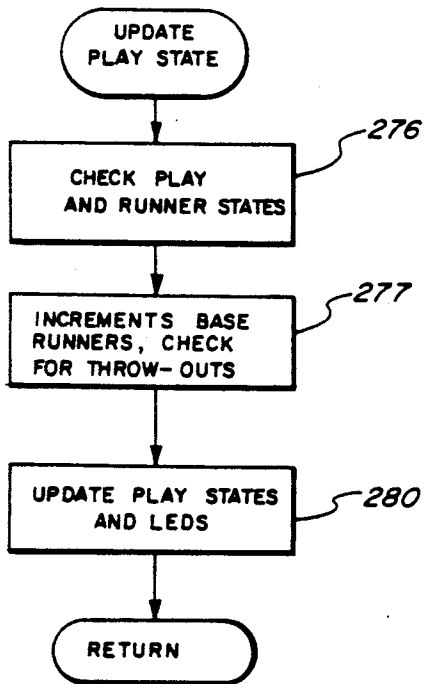 UPDATE
PLAY STATE
276
CHECK PLAY
AND RUNNER STATES
277
INCREMENTS BASE
RUNNERS, CHECK
FOR THROW-OUTS
UPDATE PLAY STATES
AND LEDS
280
RETURN